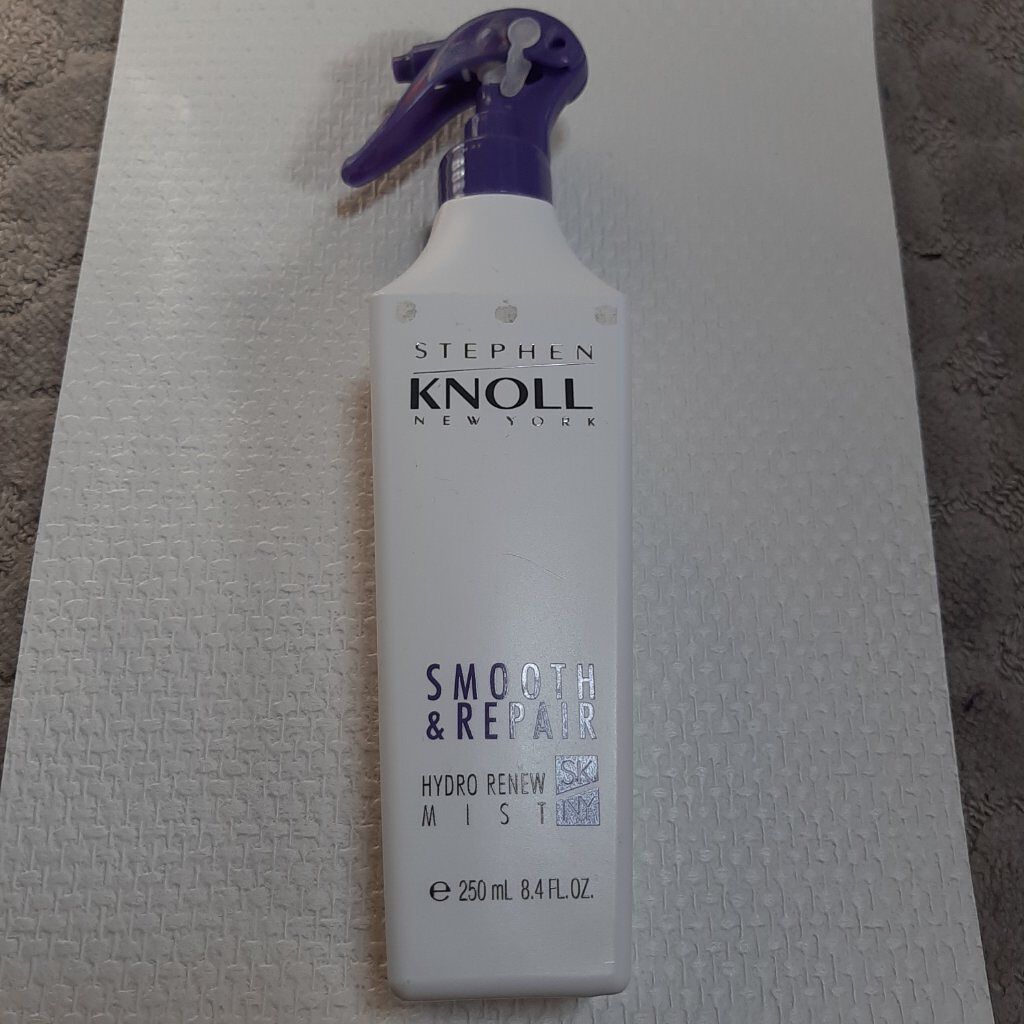 STEPHEN
KNOLL
NEW YORK
SMOOTH
& REPAIR
HYDRO RENEW
MIST
SK
NY
e 250 mL 8.4 FL.OZ.